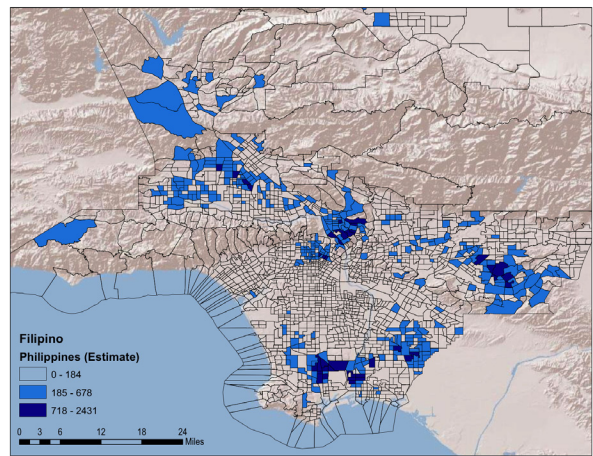 Filipino
Philippines (Estimate)
0 - 184
185 - 678
718 - 2431
0 3 6 12 18 24
Miles